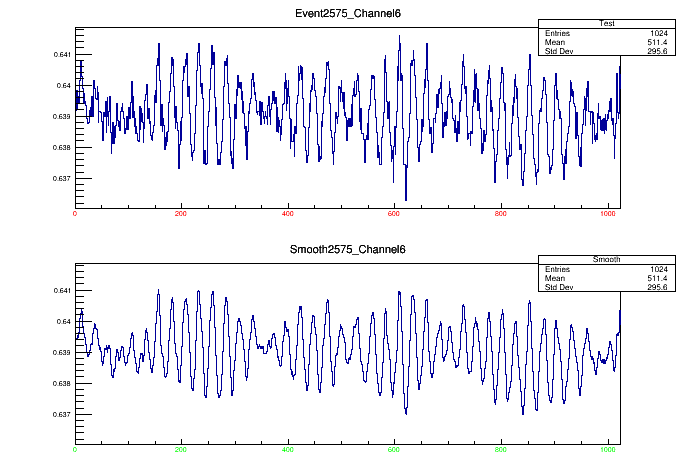 Event2575_Channel6
Test
Entries 1024
Mean 511.4
Std Dev 295.6
0.641
0.64
0.639
0.638
0.637
0 200 400 600 800 1000
Smooth2575_Channel6
Smooth
Entries 1024
Mean 511.4
Std Dev 295.6
0.641
0.64
0.639
0.638
0.637
0 200 400 600 800 1000